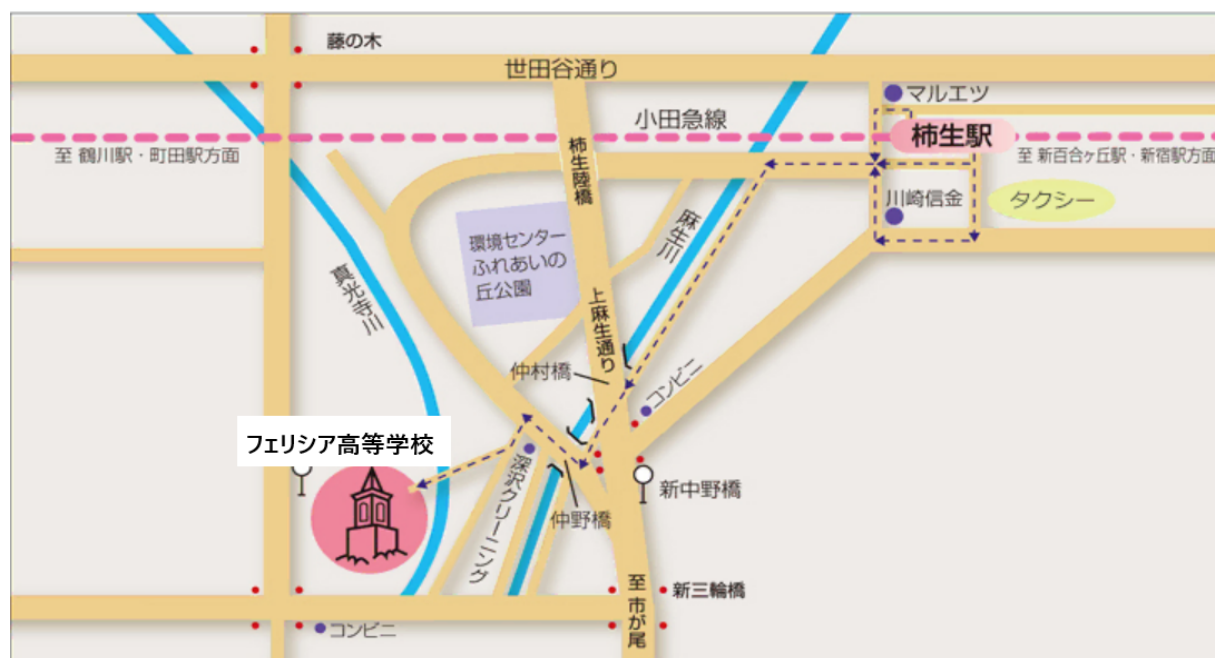 藤の木
世田谷通り
マルエツ
小田急線
柿生駅
至 鶴川駅・町田駅方面
至 新百合ヶ丘駅・新宿駅方面
柿生陸橋
川崎信金
タクシー
麻生川
環境センター
ふれあいの
丘公園
真光寺川
上麻生通り
仲村橋
コンビニ
フェリシア高等学校
深沢クリーニング
新中野橋
仲野橋
至 市が尾
新三輪橋
コンビニ